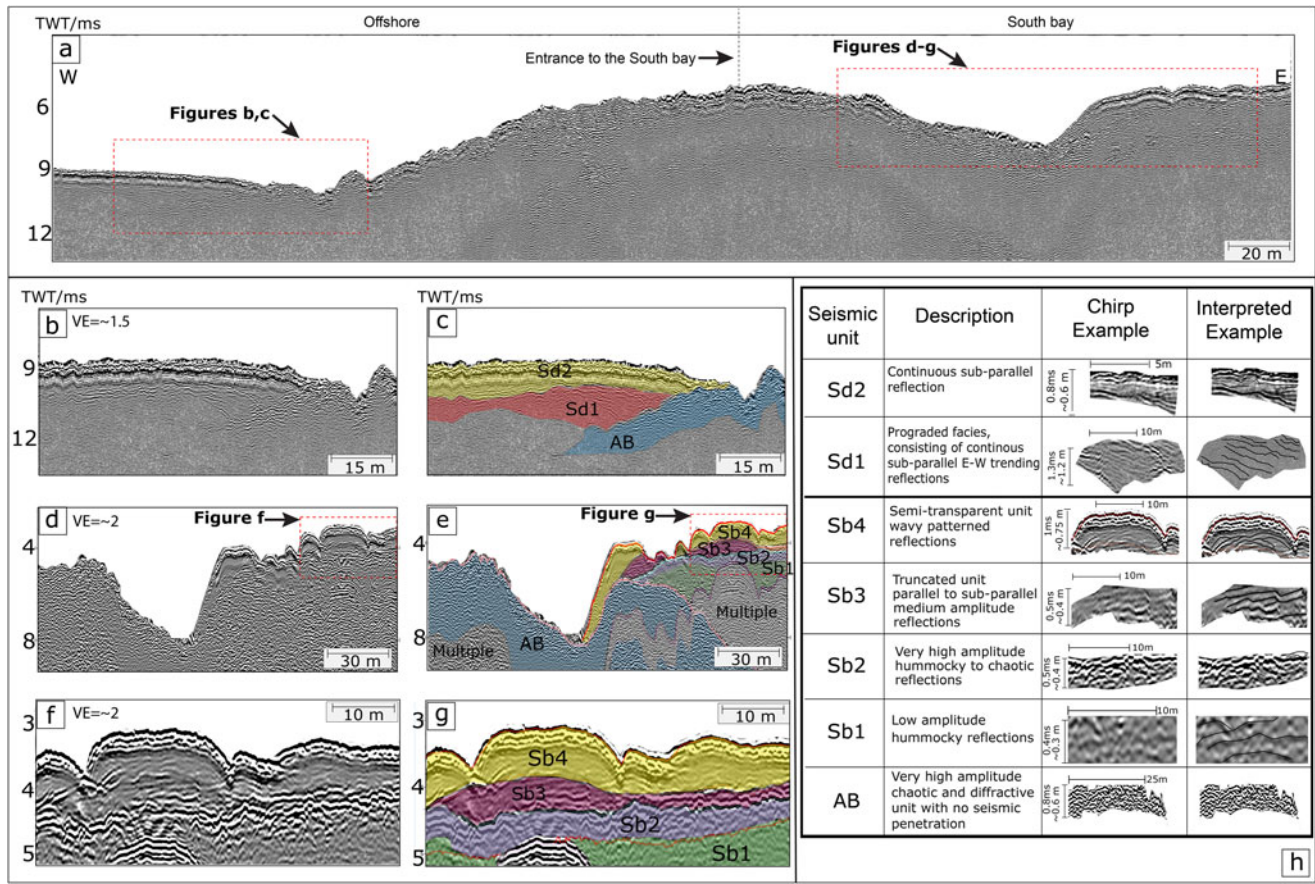 TWT/ms
Offshore
South bay
a
W
Entrance to the South bay
Figures d-g
E
Figures b,c
6
9
12
20 m
TWT/ms
b
VE=~1.5
9
12
15 m
TWT/ms
c
Sd2
Sd1
AB
15 m
d
VE=~2
Figure f
4
8
30 m
e
Figure g
4
8
Sb4
Sb3
Sb2
Sb1
Multiple
AB
Multiple
30 m
f
VE=~2
10 m
3
4
5
g
10 m
3
4
5
Sb4
Sb3
Sb2
Sb1
Seismic
unit
Description
Chirp
Example
Interpreted
Example
Sd2
Continuous sub-parallel
reflection
5m
0.8ms
~0.6 m
Sd1
Prograded facies,
consisting of continous
sub-parallel E-W trending
reflections
10m
1.3ms
~1.2 m
Sb4
Semi-transparent unit
wavy patterned
reflections
10m
1ms
~0.75 m
Sb3
Truncated unit
parallel to sub-parallel
medium amplitude
reflections
10m
0.5ms
~0.4 m
Sb2
Very high amplitude
hummocky to chaotic
reflections
10m
0.5ms
~0.4 m
Sb1
Low amplitude
hummocky reflections
10m
0.4ms
~0.3 m
AB
Very high amplitude
chaotic and diffractive
unit with no seismic
penetration
25m
0.8ms
~0.6 m
h